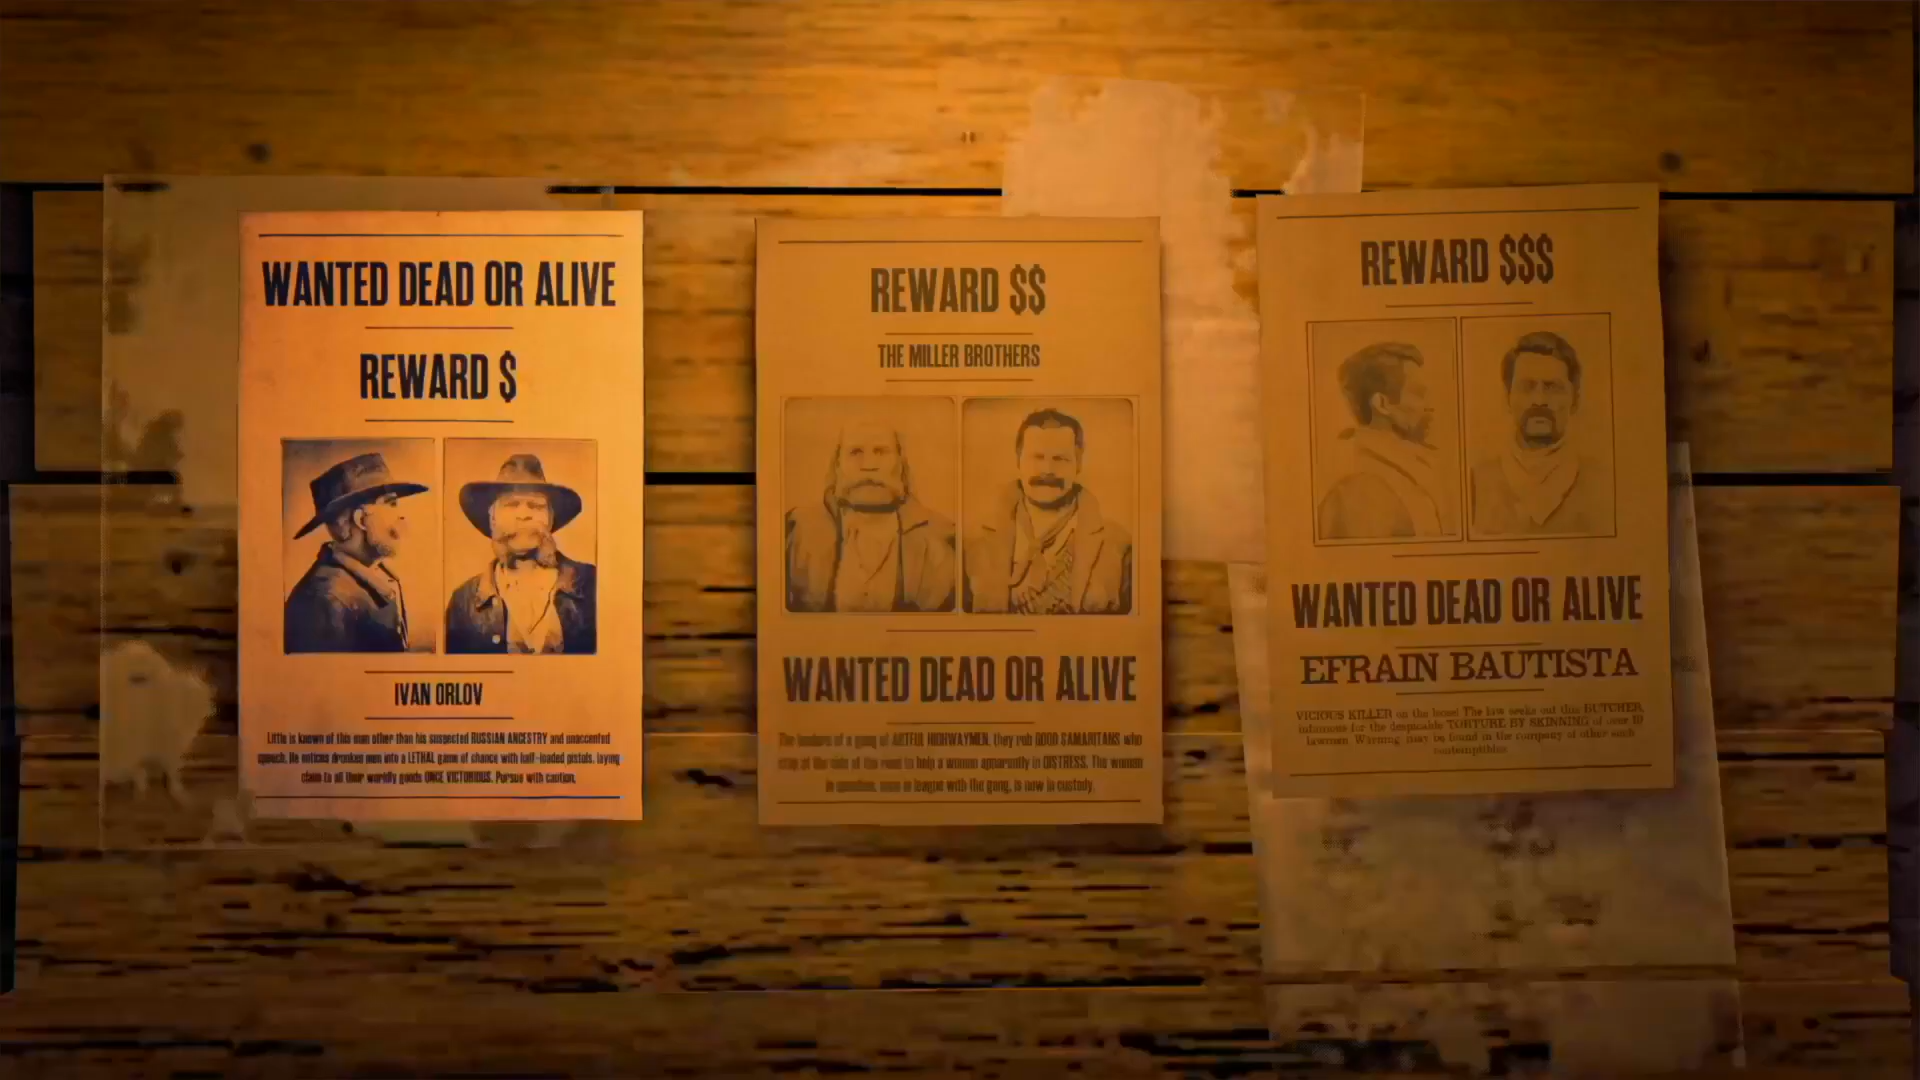 WANTED DEAD OR ALIVE
REWARD $
IVAN ORLOV
Little is known of this man other than his suspected RUSSIAN ANCESTRY and unaccented
speech. He entices drunken men into a LETHAL game of chance with half-loaded pistols, laying
claim to all their worldly goods ONCE VICTORIOUS. Pursue with caution.
REWARD $$
THE MILLER BROTHERS
WANTED DEAD OR ALIVE
The leaders of a gang of ARTFUL HIGHWAYMEN, they rob GOOD SAMARITANS who
stop at the side of the road to help a woman apparently in DISTRESS. The woman
in question, once in league with the gang, is now in custody.
REWARD $$$
WANTED DEAD OR ALIVE
EFRAIN BAUTISTA
VICIOUS KILLER on the loose! The law seeks out this BUTCHER,
infamous for the despicable TORTURE BY SKINNING of over 10
lawmen. Warning: may be found in the company of other such
contemptibles.